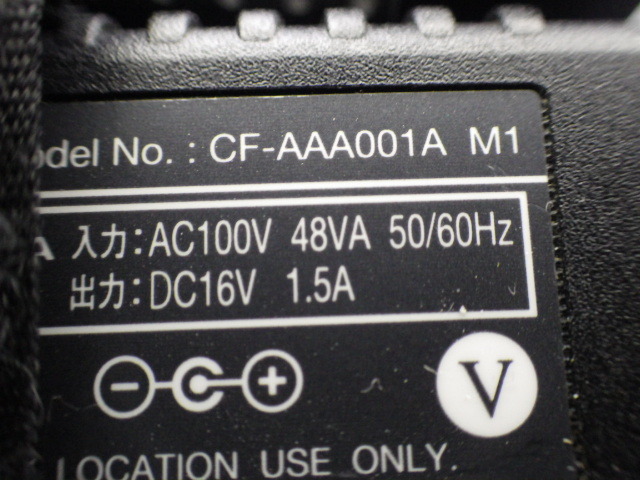 odel No. : CF-AAA001A M1
A 入力:AC100V 48VA 50/60Hz
出力:DC16V 1.5A
V
LOCATION USE ONLY.